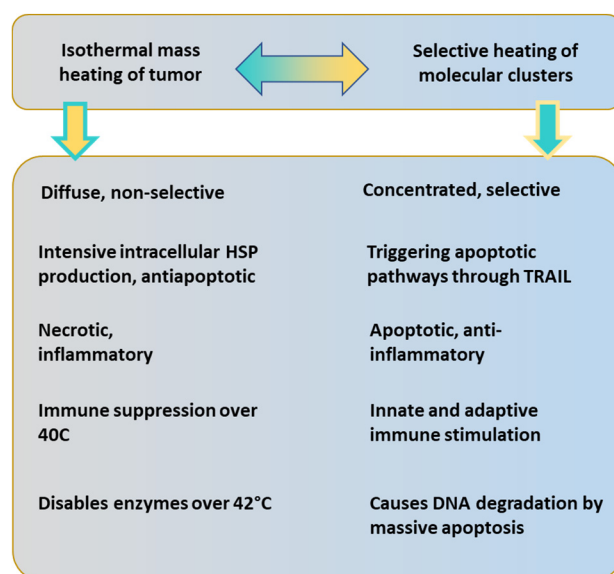 Isothermal mass
heating of tumor
Selective heating of
molecular clusters
Diffuse, non-selective
Concentrated, selective
Intensive intracellular HSP
production, antiapoptotic
Triggering apoptotic
pathways through TRAIL
Necrotic,
inflammatory
Apoptotic, anti-
inflammatory
Immune suppression over
40C
Innate and adaptive
immune stimulation
Disables enzymes over 42°C
Causes DNA degradation by
massive apoptosis